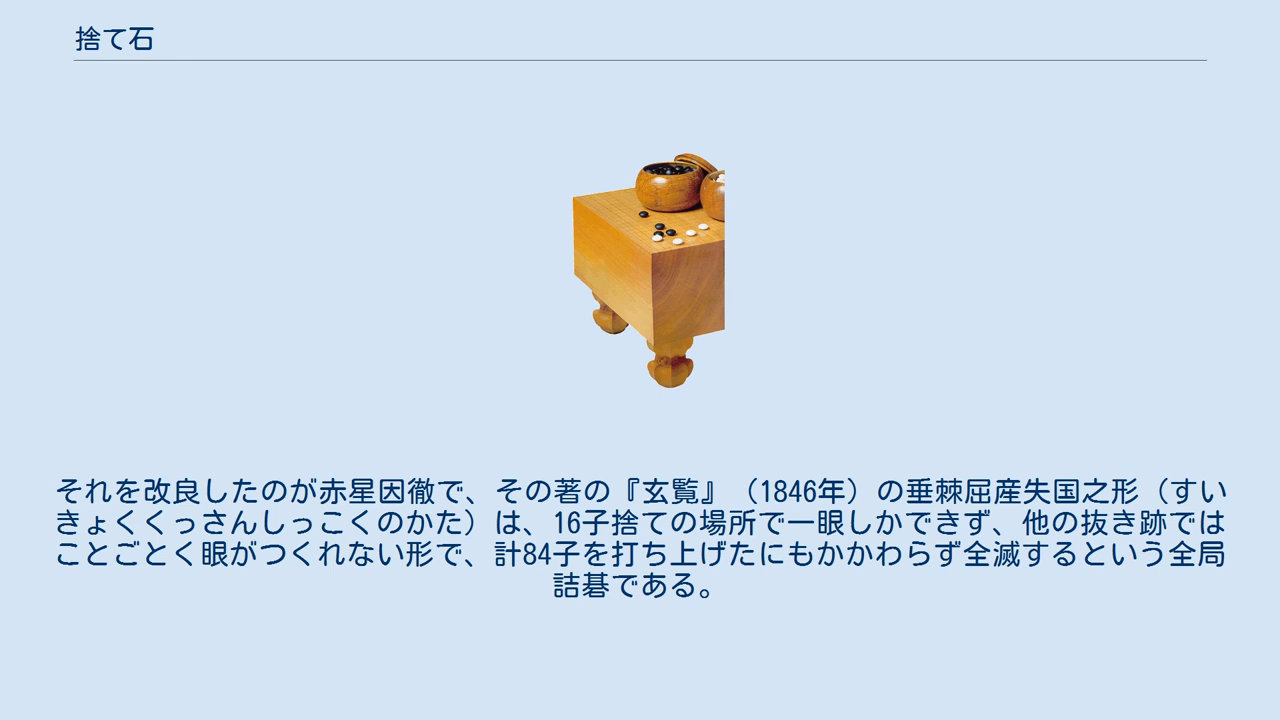 捨て石
それを改良したのが赤星因徹で、その著の『玄覧』（1846年）の垂棘屈産失国之形（すい
きょくくっさんしっこくのかた）は、16子捨ての場所で一眼しかできず、他の抜き跡では
ことごとく眼がつくれない形で、計84子を打ち上げたにもかかわらず全滅するという全局
詰碁である。